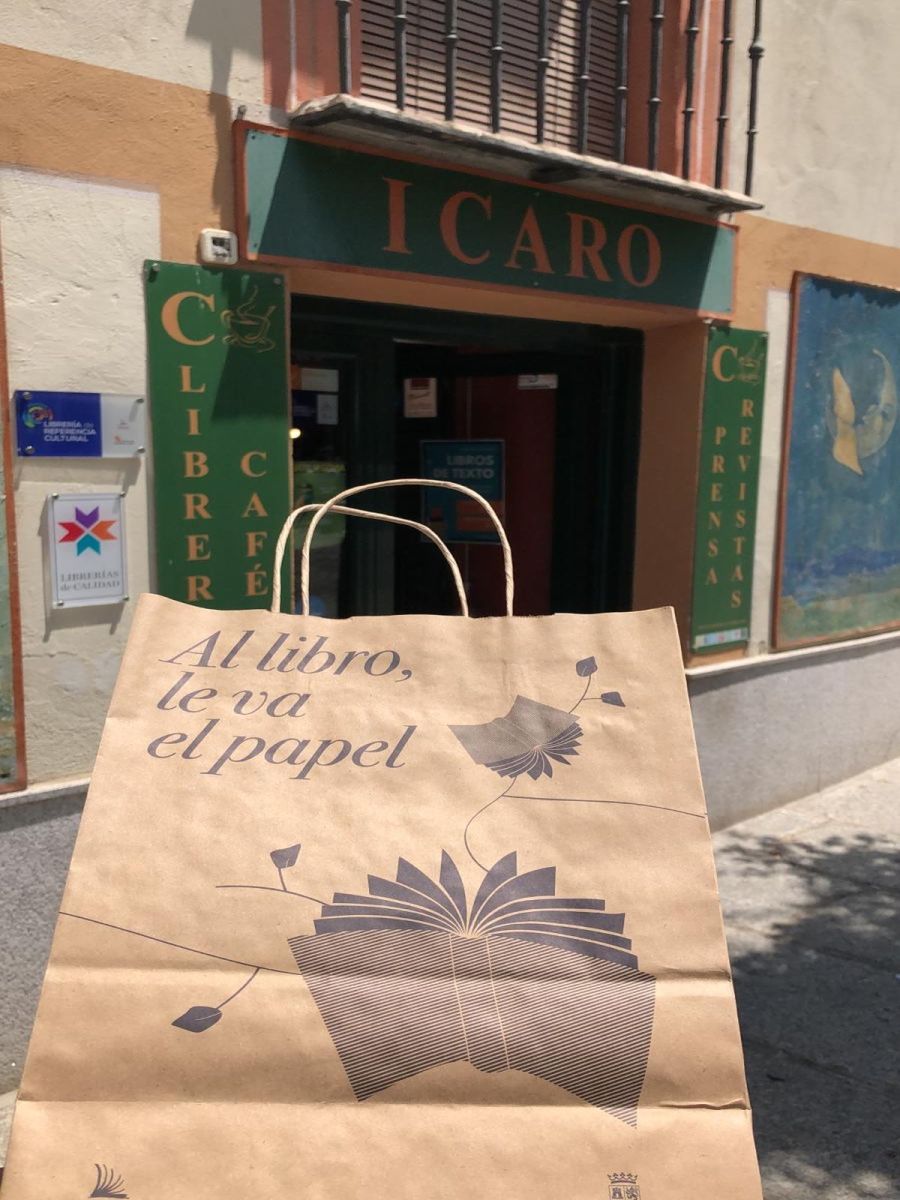 ICARO
C
LIBRER
CAFÉ
C
PRENSA
REVISTAS
LIBRERÍA de
REFERENCIA
CULTURAL
LIBRERÍAS
de CALIDAD
LIBROS
DE TEXTO
Al libro,
le va
el papel